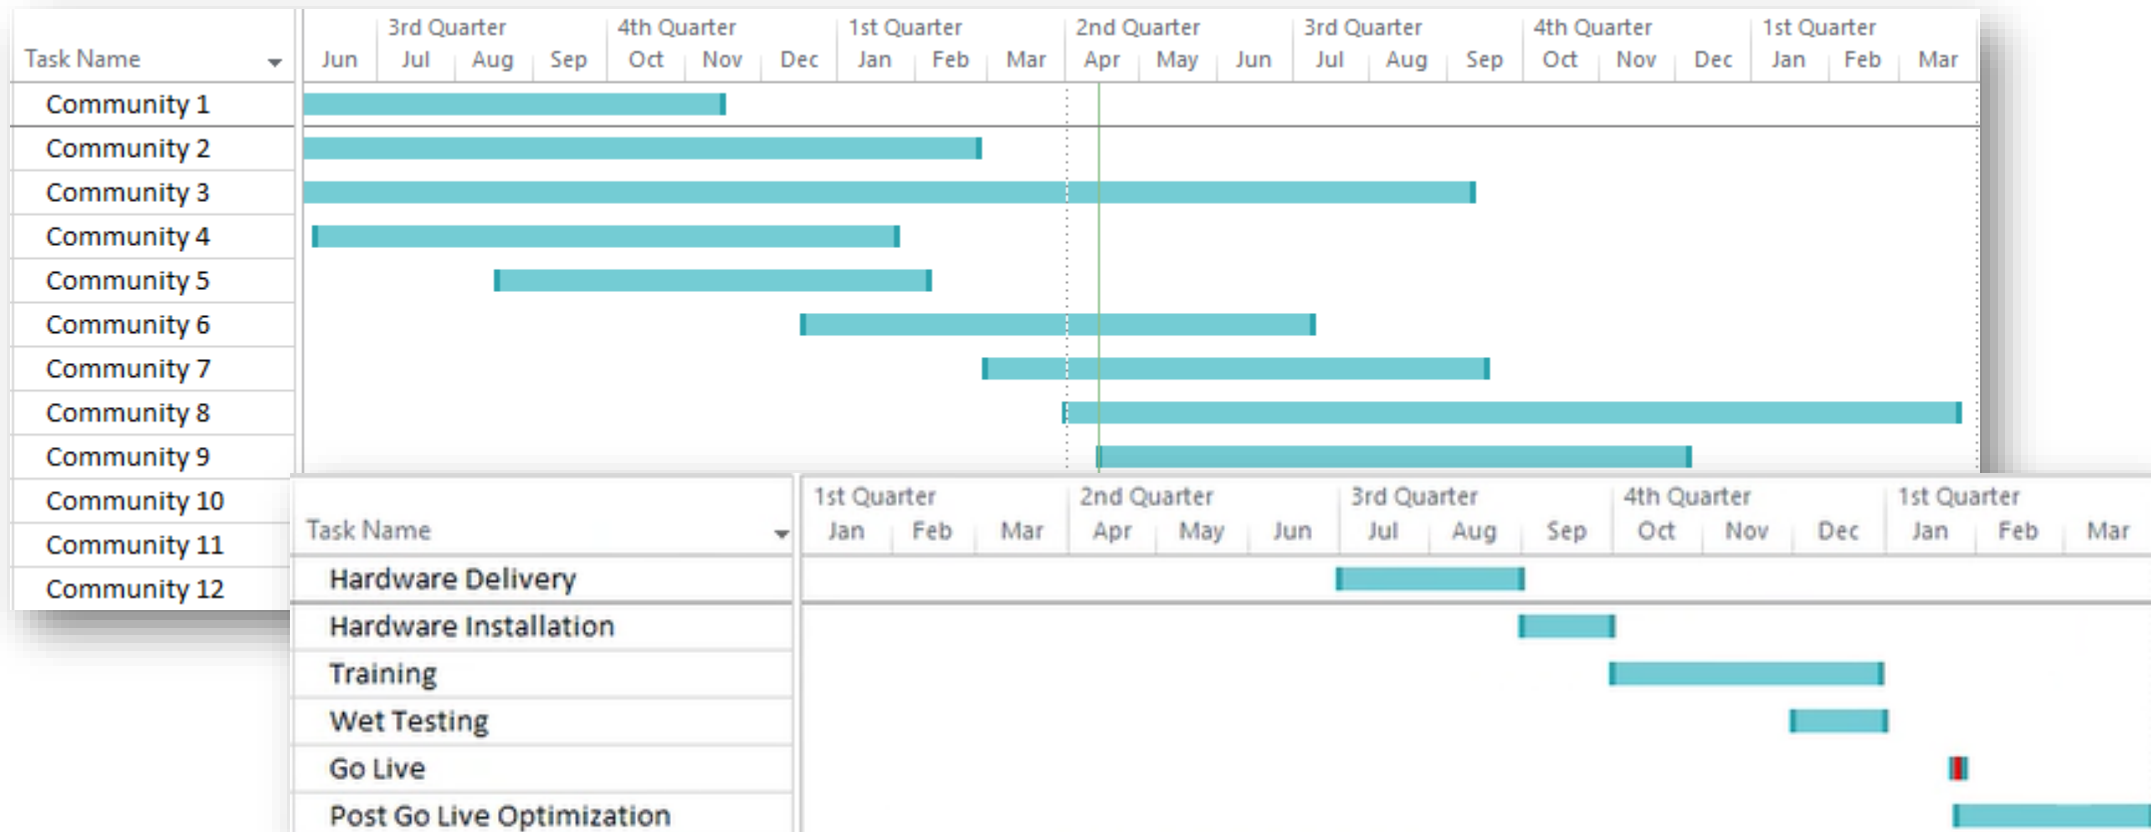 3rd Quarter 4th Quarter 1st Quarter 2nd Quarter 3rd Quarter 4th Quarter 1st Quarter
Task Name Jun Jul Aug Sep Oct Nov Dec Jan Feb Mar Apr May Jun Jul Aug Sep Oct Nov Dec Jan Feb Mar
Community 1
Community 2
Community 3
Community 4
Community 5
Community 6
Community 7
Community 8
Community 9
Community 10
Community 11
Community 12
1st Quarter 2nd Quarter 3rd Quarter 4th Quarter 1st Quarter
Task Name Jan Feb Mar Apr May Jun Jul Aug Sep Oct Nov Dec Jan Feb Mar
Hardware Delivery
Hardware Installation
Training
Wet Testing
Go Live
Post Go Live Optimization